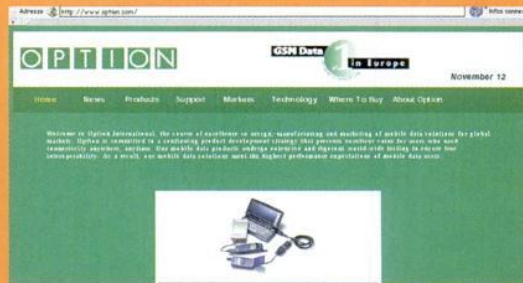 Adresse http://www.option.com/
Infos connex
OPTION
GSM Data 1 in Europe
November 12
Home News Products Support Markets Technology Where To Buy About Option
Welcome to Option International, the source of excellence in design, manufacturing and marketing of mobile data solutions for global
markets. Option is committed to a continuing product development strategy that presents excellent value for users who need
connectivity anywhere, anytime. Our mobile data products undergo extensive and rigorous world-wide testing to ensure true
interoperability. As a result, our mobile data solutions meet the highest performance expectations of mobile data users.